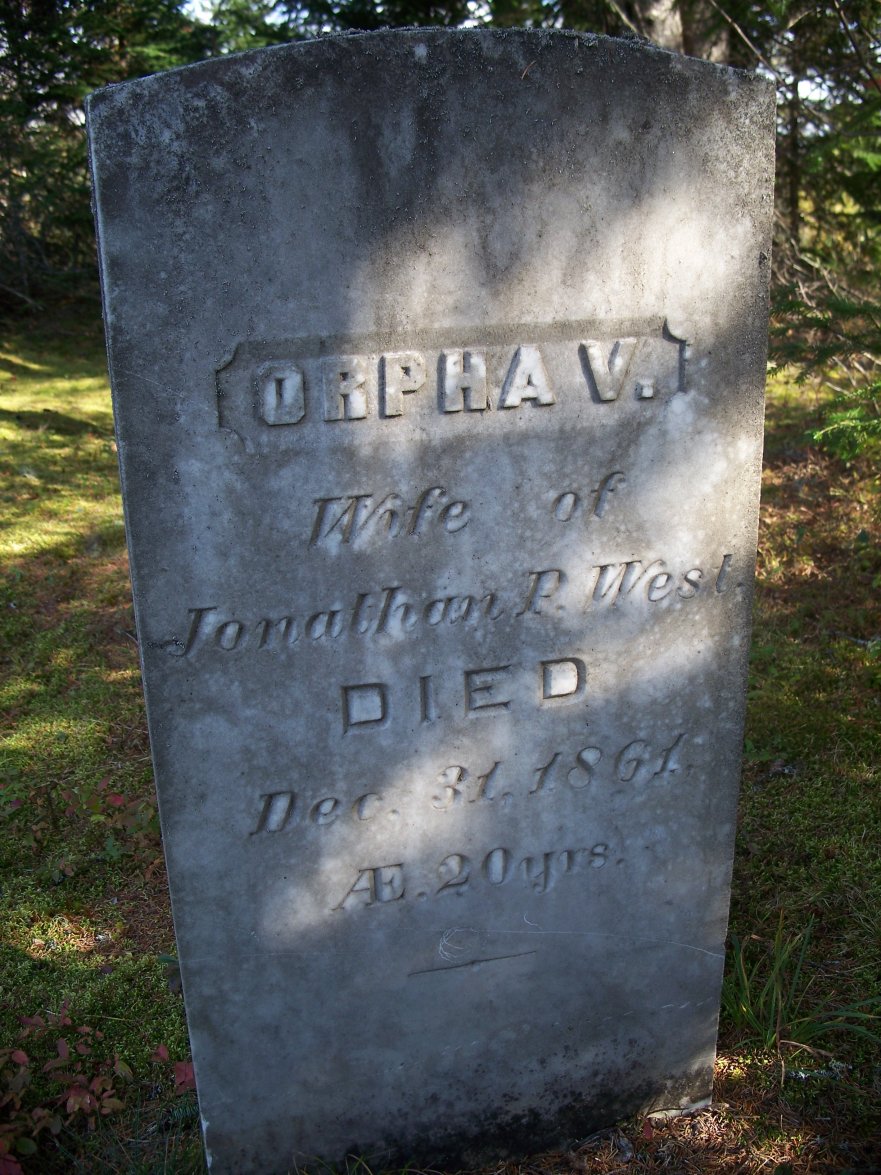 ORPHA V.
Wife of
Jonathan P. West.
DIED
Dec. 31, 1861.
Æ. 20 yrs.